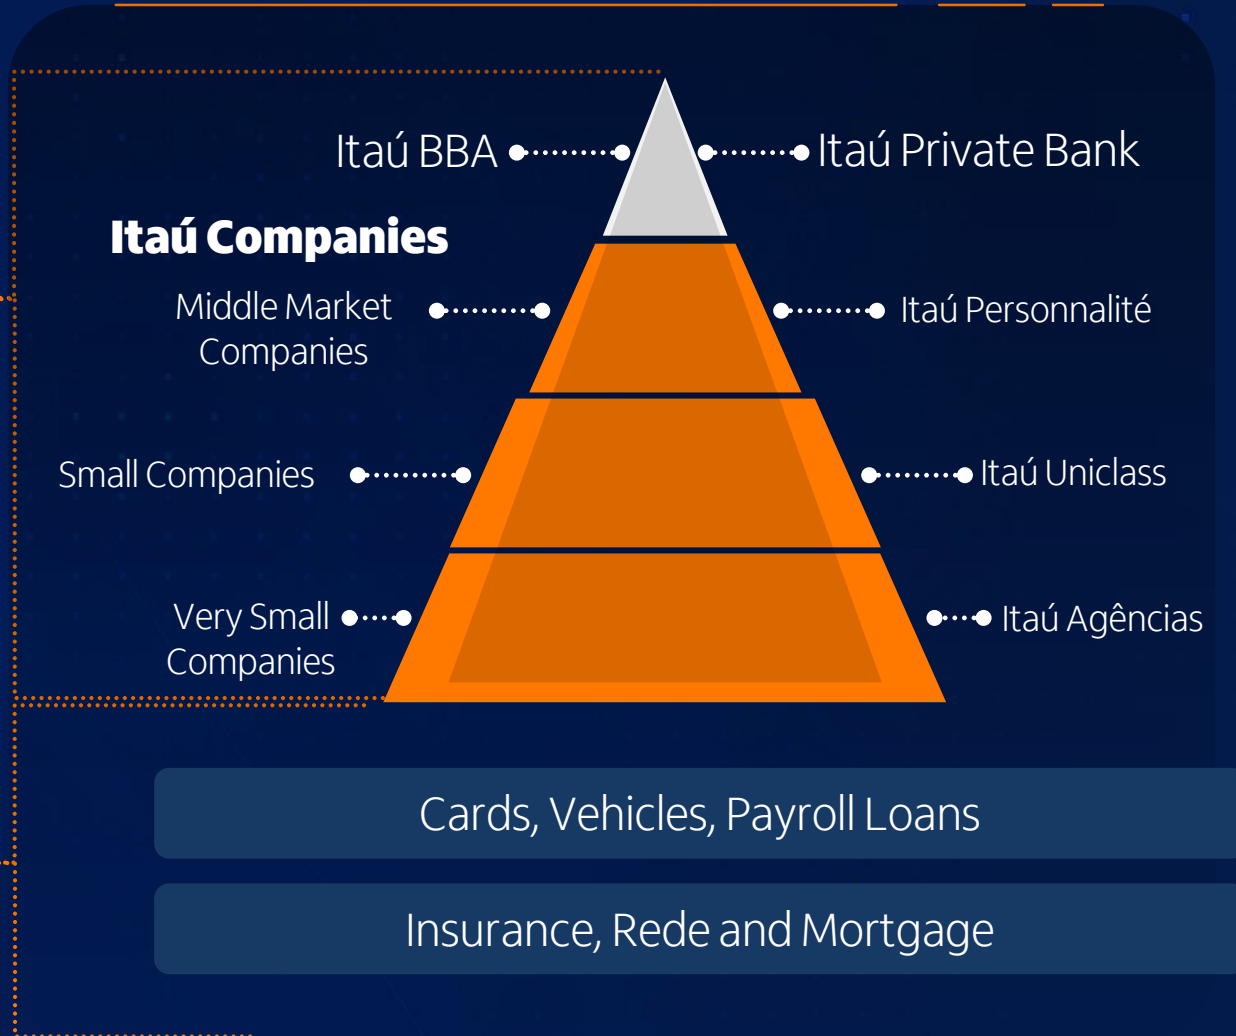 Itaú BBA
Itaú Private Bank
Itaú Companies
Middle Market
Companies
Itaú Personnalité
Small Companies
Itaú Uniclass
Very Small
Companies
Itaú Agências
Cards, Vehicles, Payroll Loans
Insurance, Rede and Mortgage